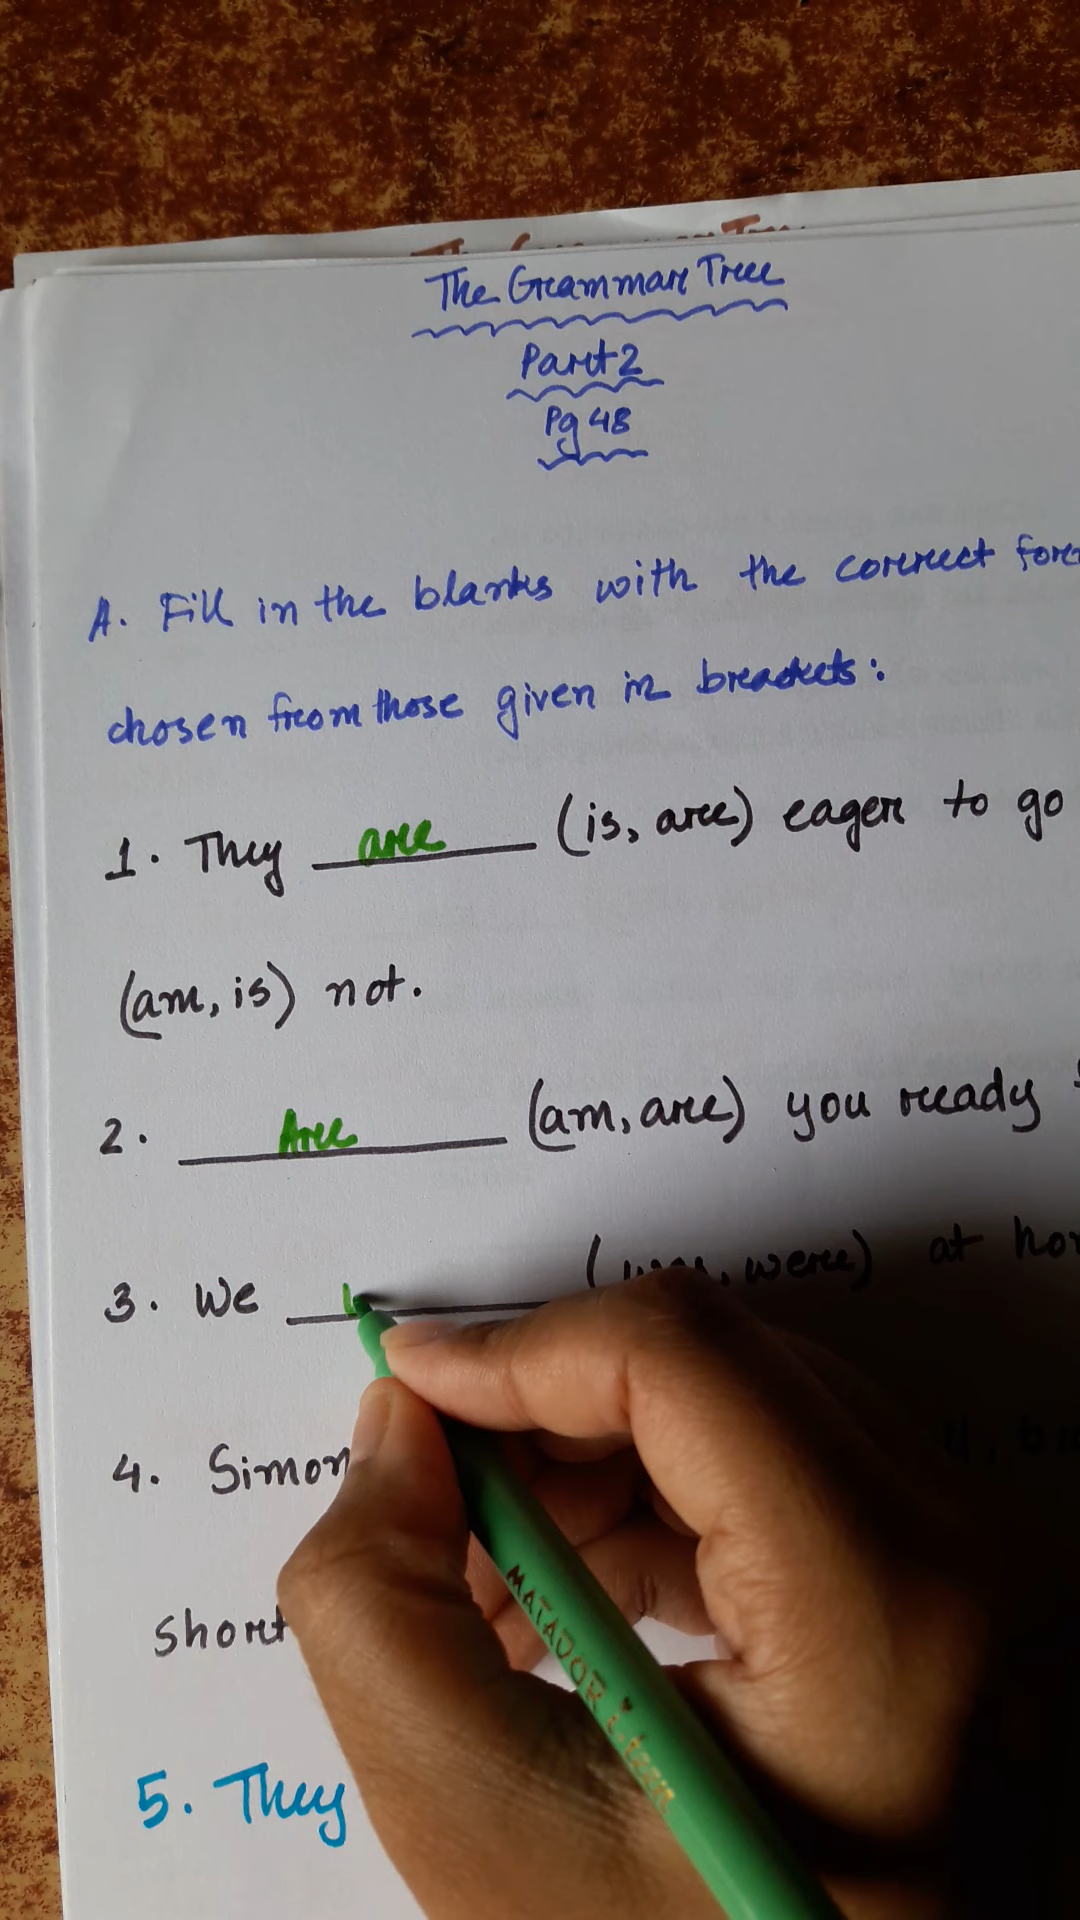 The Grammar Tree
Part 2
Pg 48
A. Fill in the blanks with the correct
chosen from those given in brackets:
1. They are (is, are) eager to go
(am, is) not.
2. Are (am, are) you ready
3. We (was, were) at
4. Simon
short
5. They
MATADOR i-teen